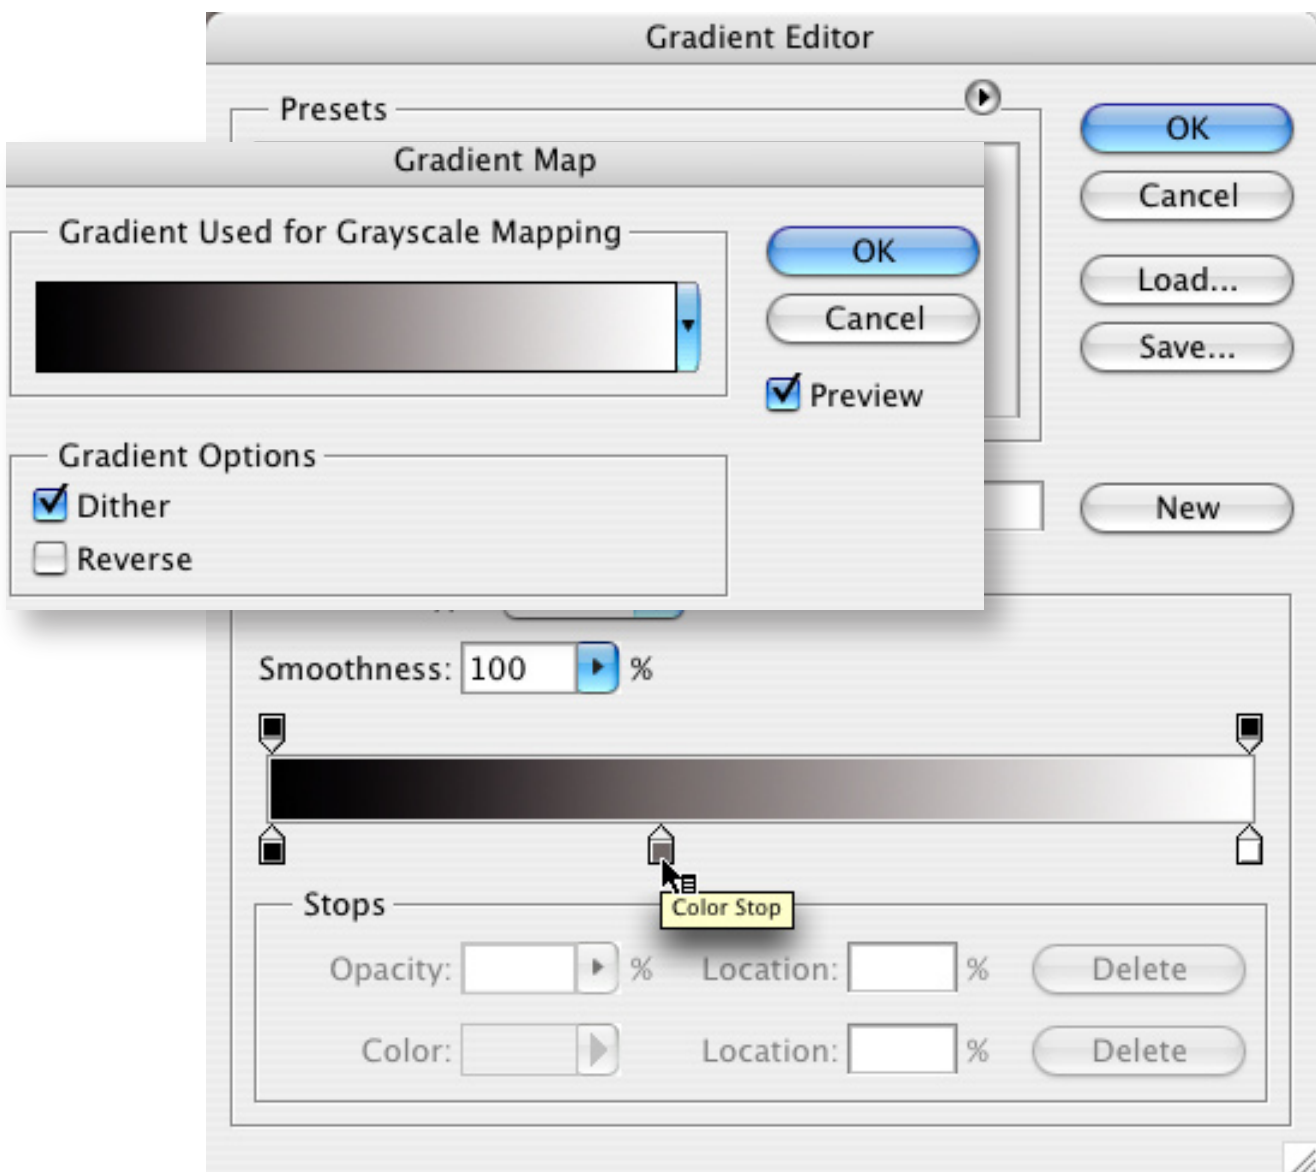 Gradient Editor
Presets
OK
Cancel
Load...
Save...
New
Gradient Map
Gradient Used for Grayscale Mapping
OK
Cancel
Preview
Gradient Options
Dither
Reverse
Smoothness: 100 %
Color Stop
Stops
Opacity: % Location: % Delete
Color: Location: % Delete